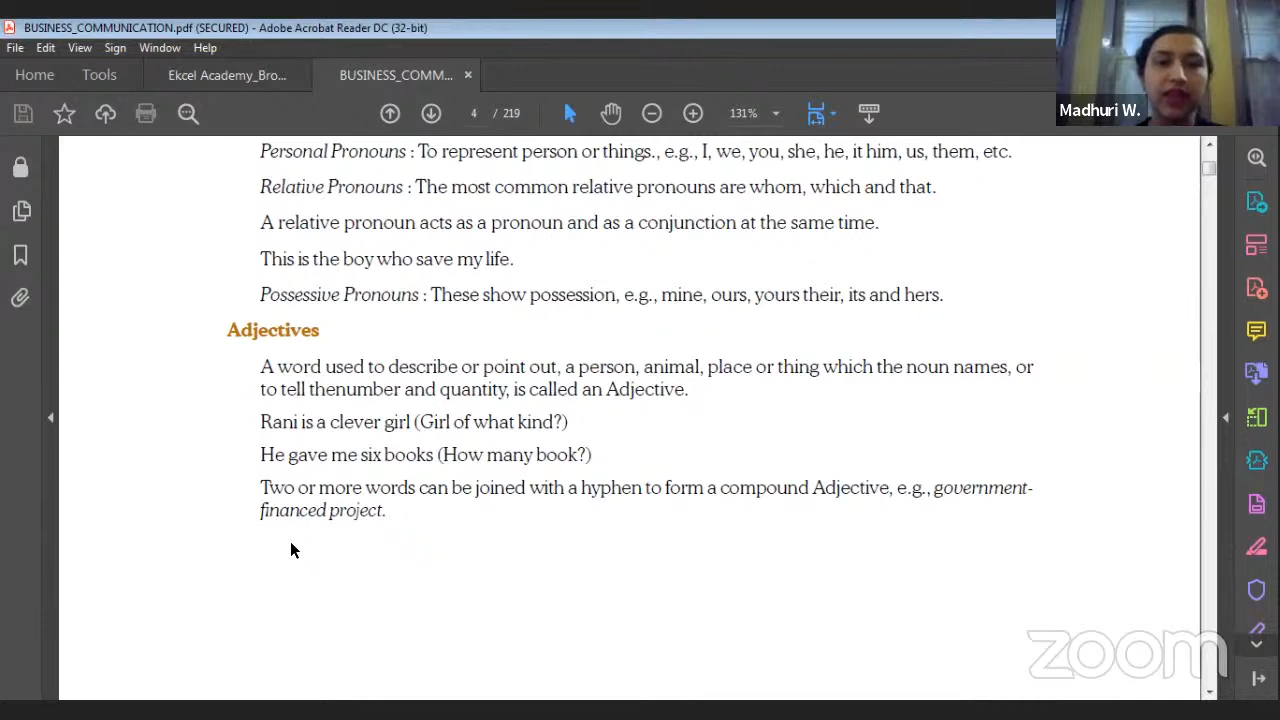 BUSINESS_COMMUNICATION.pdf (SECURED) - Adobe Acrobat Reader DC (32-bit)
File Edit View Sign Window Help
Home Tools Ekcel Academy_Bro... BUSINESS_COMM... ×
4 / 219 131%
Madhuri W.
Personal Pronouns : To represent person or things., e.g., I, we, you, she, he, it him, us, them, etc.
Relative Pronouns : The most common relative pronouns are whom, which and that.
A relative pronoun acts as a pronoun and as a conjunction at the same time.
This is the boy who save my life.
Possessive Pronouns : These show possession, e.g., mine, ours, yours their, its and hers.
Adjectives
A word used to describe or point out, a person, animal, place or thing which the noun names, or
to tell thenumber and quantity, is called an Adjective.
Rani is a clever girl (Girl of what kind?)
He gave me six books (How many book?)
Two or more words can be joined with a hyphen to form a compound Adjective, e.g., government-
financed project.
zoom